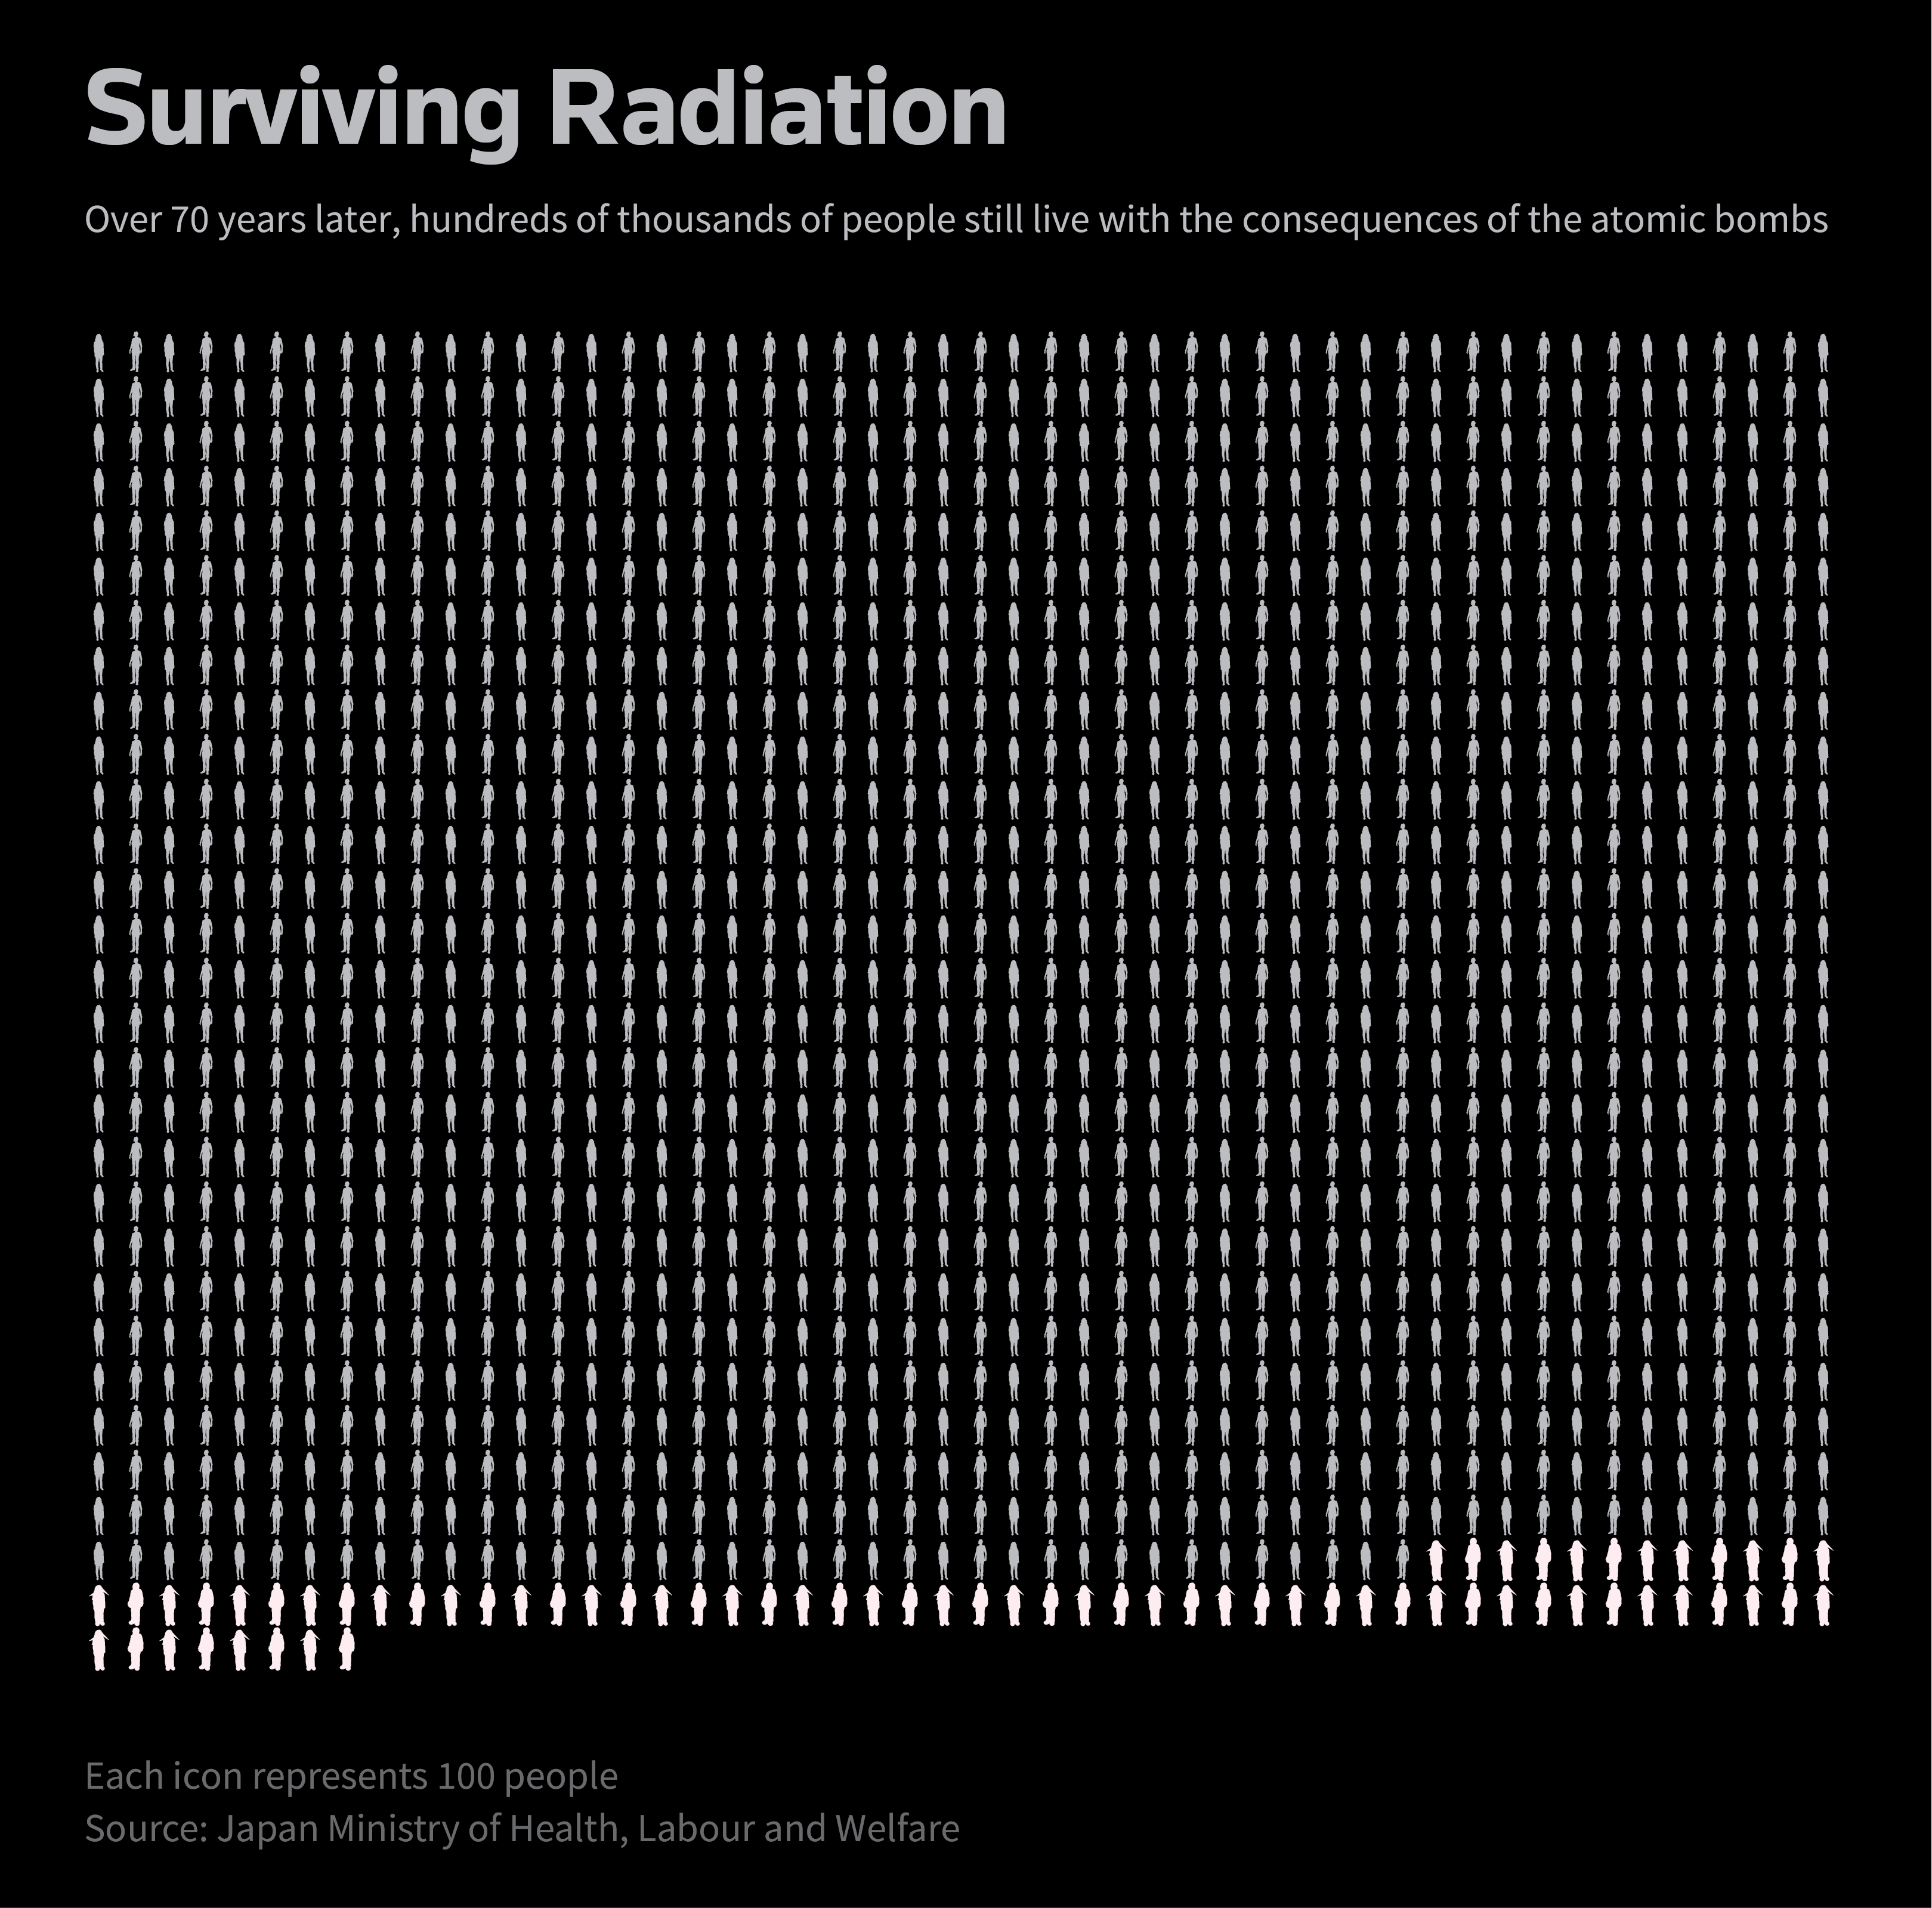 Surviving Radiation
Over 70 years later, hundreds of thousands of people still live with the consequences of the atomic bombs
Each icon represents 100 people
Source: Japan Ministry of Health, Labour and Welfare